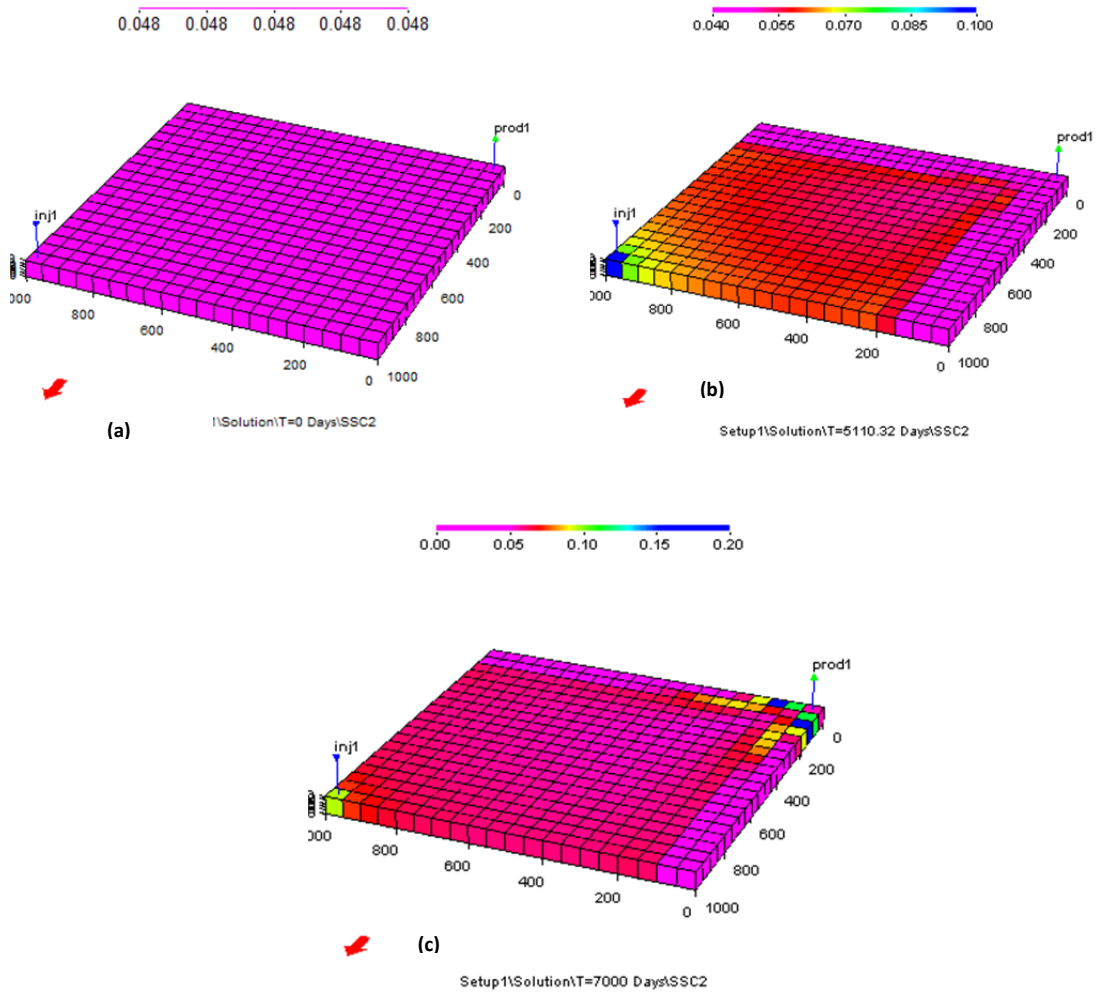 0.048 0.048 0.048 0.048 0.048
prod1
inj1
0
200
400
600
800
1000
000 800 600 400 200 0
(a)
I\Solution\T=0 Days\SSC2
0.040 0.055 0.070 0.085 0.100
prod1
inj1
0
200
400
600
800
1000
000 800 600 400 200 0
(b)
Setup1\Solution\T=5110.32 Days\SSC2
0.00 0.05 0.10 0.15 0.20
prod1
inj1
0
200
400
600
800
1000
000 800 600 400 200 0
(c)
Setup1\Solution\T=7000 Days\SSC2